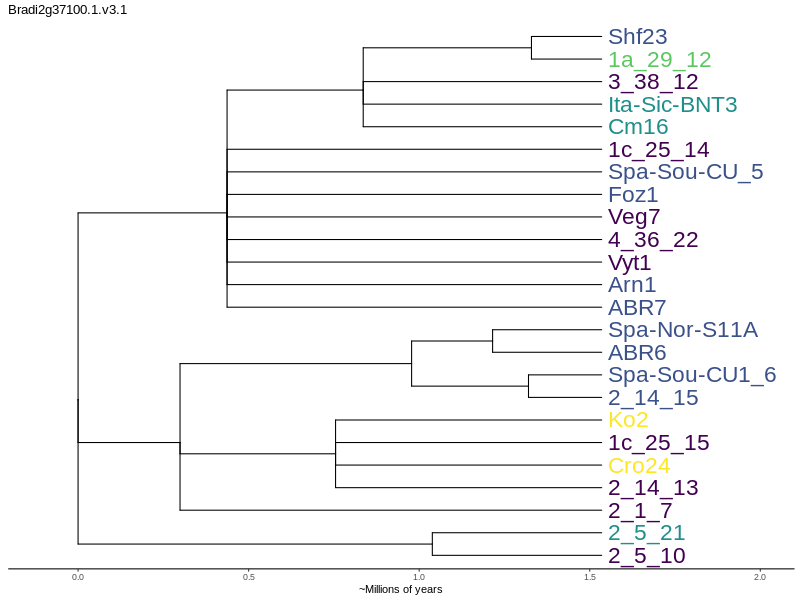 Bradi2g37100.1.v3.1
Shf23
1a_29_12
3_38_12
Ita-Sic-BNT3
Cm16
1c_25_14
Spa-Sou-CU_5
Foz1
Veg7
4_36_22
Vyt1
Arn1
ABR7
Spa-Nor-S11A
ABR6
Spa-Sou-CU1_6
2_14_15
Ko2
1c_25_15
Cro24
2_14_13
2_1_7
2_5_21
2_5_10
0.0 0.5 1.0 1.5 2.0
~Millions of years